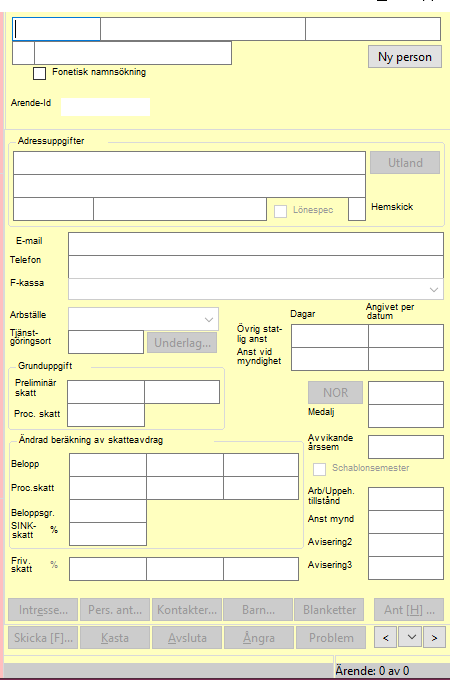 Ny person
Fonetisk namnsökning
Arende-Id
Adressuppgifter
Utland
Lönespec
Hemskick
E-mail
Telefon
F-kassa
Arbställe
Dagar
Angivet per
datum
Tjänst-
göringsort
Underlag...
Övrig stat-
lig anst
Anst vid
myndighet
Grunduppgift
Preliminär
skatt
Proc. skatt
NOR
Medalj
Ändrad beräkning av skatteavdrag
Avvikande
årssem
Belopp
Schablonsemester
Proc.skatt
Arb/Uppeh.
tillstånd
Beloppsgr.
SINK-
skatt %
Anst mynd
Avisering2
Friv.
skatt %
Avisering3
Intresse... Pers. ant... Kontakter... Barn... Blanketter Ant [H] ...
Skicka [F]... Kasta Avsluta Ångra Problem < >
Ärende: 0 av 0